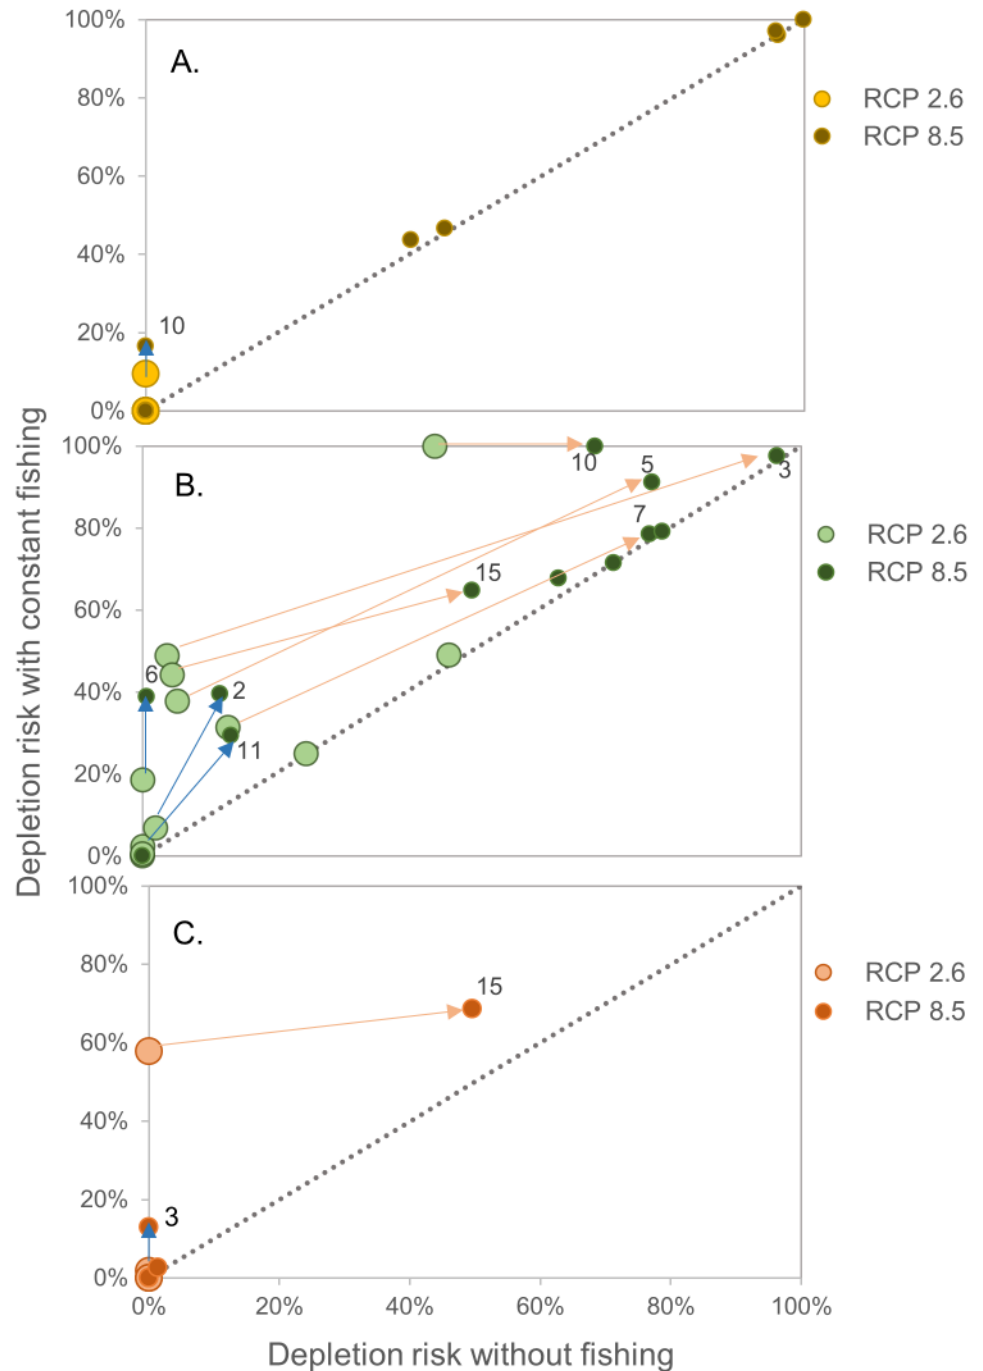 Depletion risk with constant fishing
100%
80%
60%
40%
20%
0%
A.
10
RCP 2.6
RCP 8.5
100%
80%
60%
40%
20%
0%
B.
10
5
3
7
15
6
2
11
RCP 2.6
RCP 8.5
100%
80%
60%
40%
20%
0%
C.
15
3
RCP 2.6
RCP 8.5
0% 20% 40% 60% 80% 100%
Depletion risk without fishing